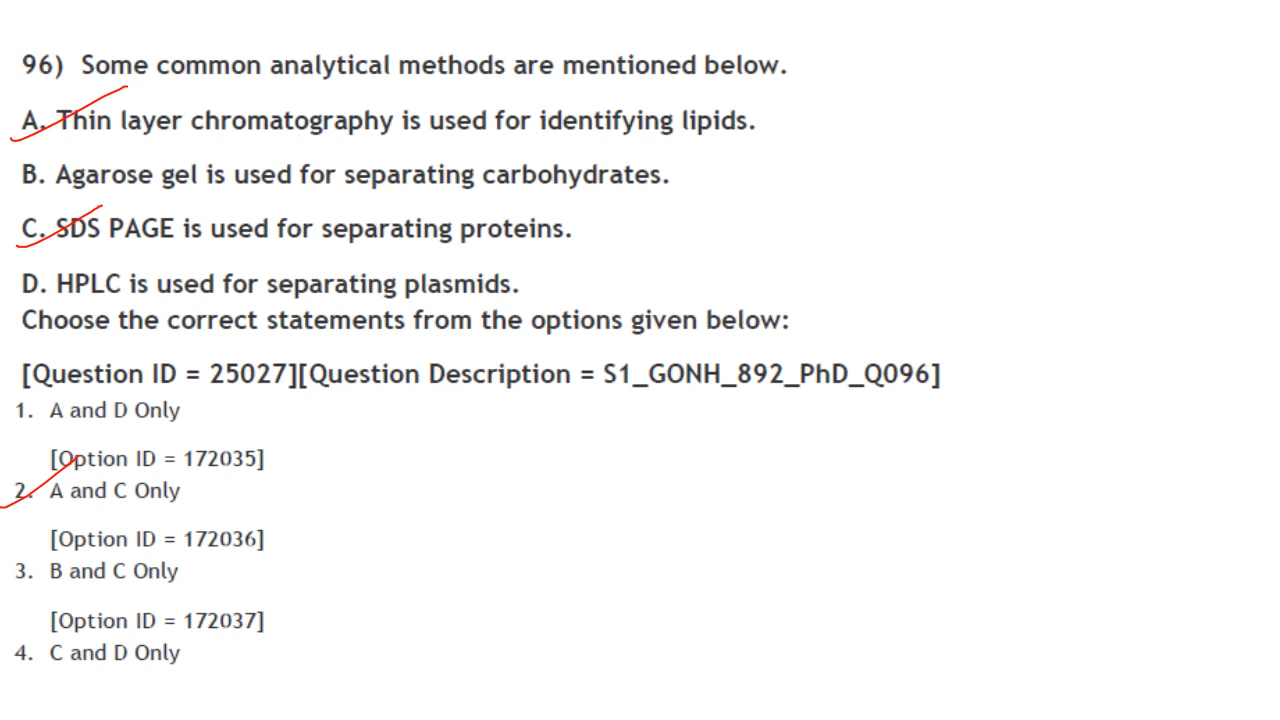 96) Some common analytical methods are mentioned below.
A. Thin layer chromatography is used for identifying lipids.
B. Agarose gel is used for separating carbohydrates.
C. SDS PAGE is used for separating proteins.
D. HPLC is used for separating plasmids.
Choose the correct statements from the options given below:
[Question ID = 25027][Question Description = S1_GONH_892_PhD_Q096]
1. A and D Only
[Option ID = 172035]
2. A and C Only
[Option ID = 172036]
3. B and C Only
[Option ID = 172037]
4. C and D Only